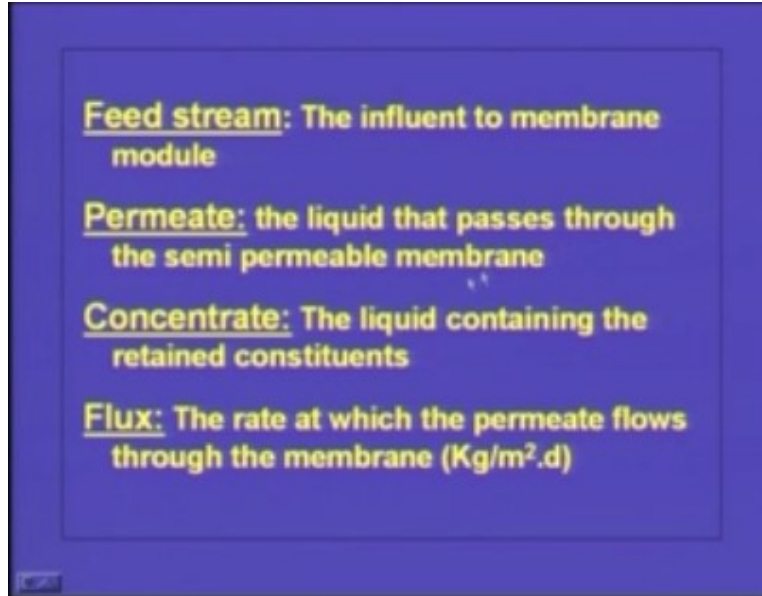 Feed stream: The influent to membrane
module
Permeate: the liquid that passes through
the semi permeable membrane
Concentrate: The liquid containing the
retained constituents
Flux: The rate at which the permeate flows
through the membrane (Kg/m².d)